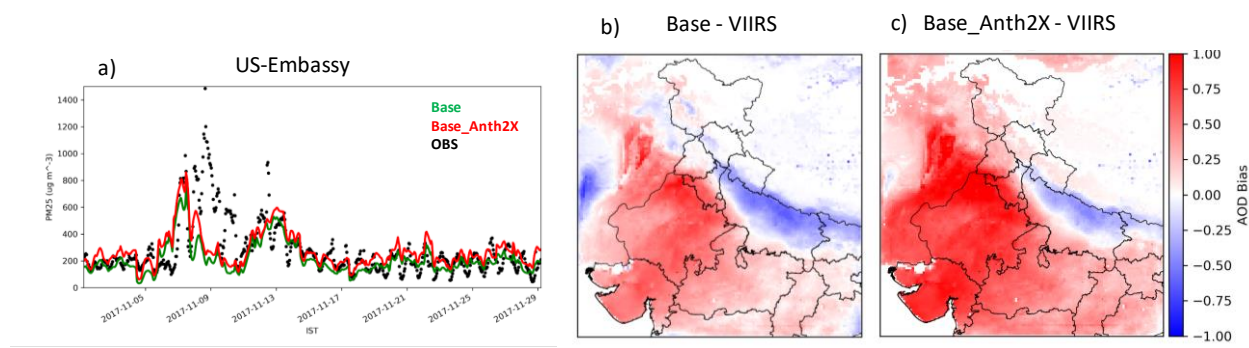 a) US-Embassy
Base
Base_Anth2X
OBS
PM25 (ug m^-3)
1400
1200
1000
800
600
400
200
0
2017-11-05 2017-11-09 2017-11-13 2017-11-17 2017-11-21 2017-11-25 2017-11-29
IST
b) Base - VIIRS
c) Base_Anth2X - VIIRS
1.00
0.75
0.50
0.25
0.00
−0.25
−0.50
−0.75
−1.00
AOD Bias